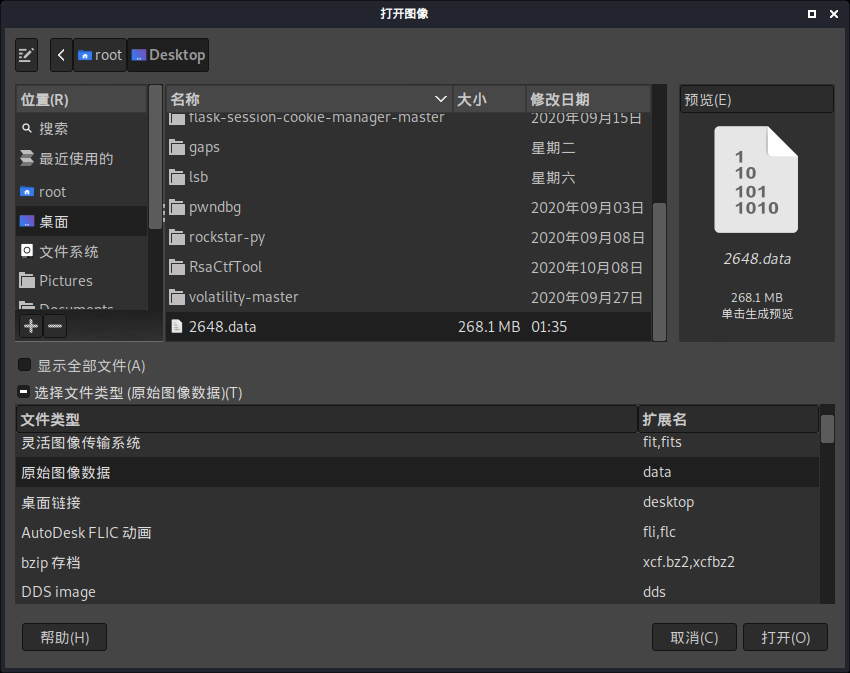 打开图像
root
Desktop
位置(R)
搜索
最近使用的
root
桌面
文件系统
Pictures
Documents
名称 大小 修改日期
flask-session-cookie-manager-master 2020年09月15日
gaps 星期二
lsb 星期六
pwndbg 2020年09月03日
rockstar-py 2020年09月08日
RsaCtfTool 2020年10月08日
volatility-master 2020年09月27日
2648.data 268.1 MB 01:35
预览(E)
1
10
101
1010
2648.data
268.1 MB
单击生成预览
显示全部文件(A)
选择文件类型 (原始图像数据)(T)
文件类型 扩展名
灵活图像传输系统 fit,fits
原始图像数据 data
桌面链接 desktop
AutoDesk FLIC 动画 fli,flc
bzip 存档 xcf.bz2,xcfbz2
DDS image dds
帮助(H) 取消(C) 打开(O)